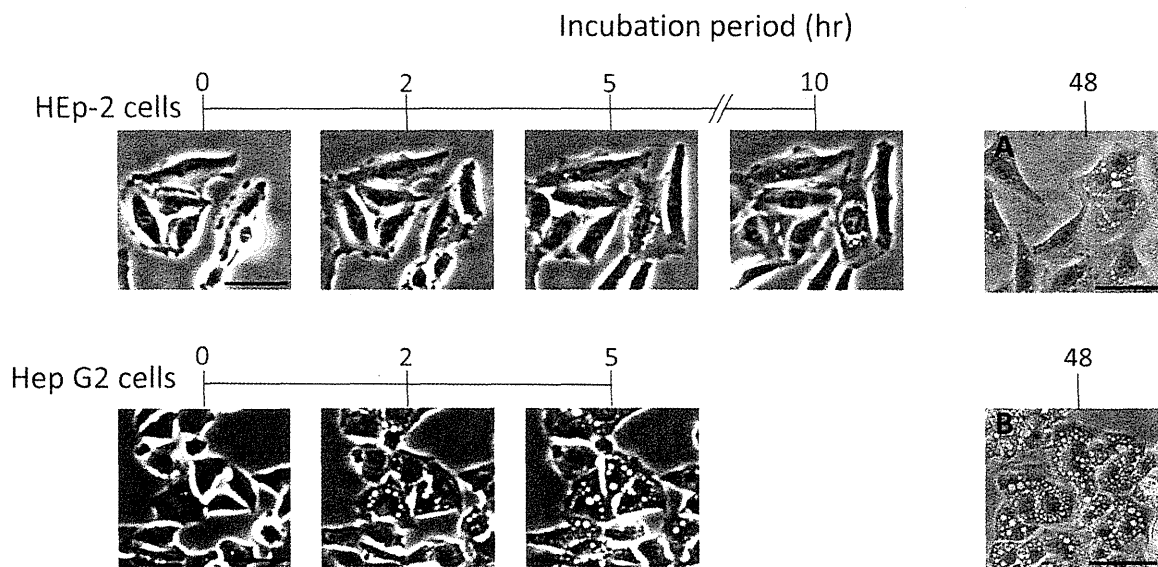 Incubation period (hr)
0 2 5 10 48
HEp-2 cells
A
0 2 5 48
Hep G2 cells
B